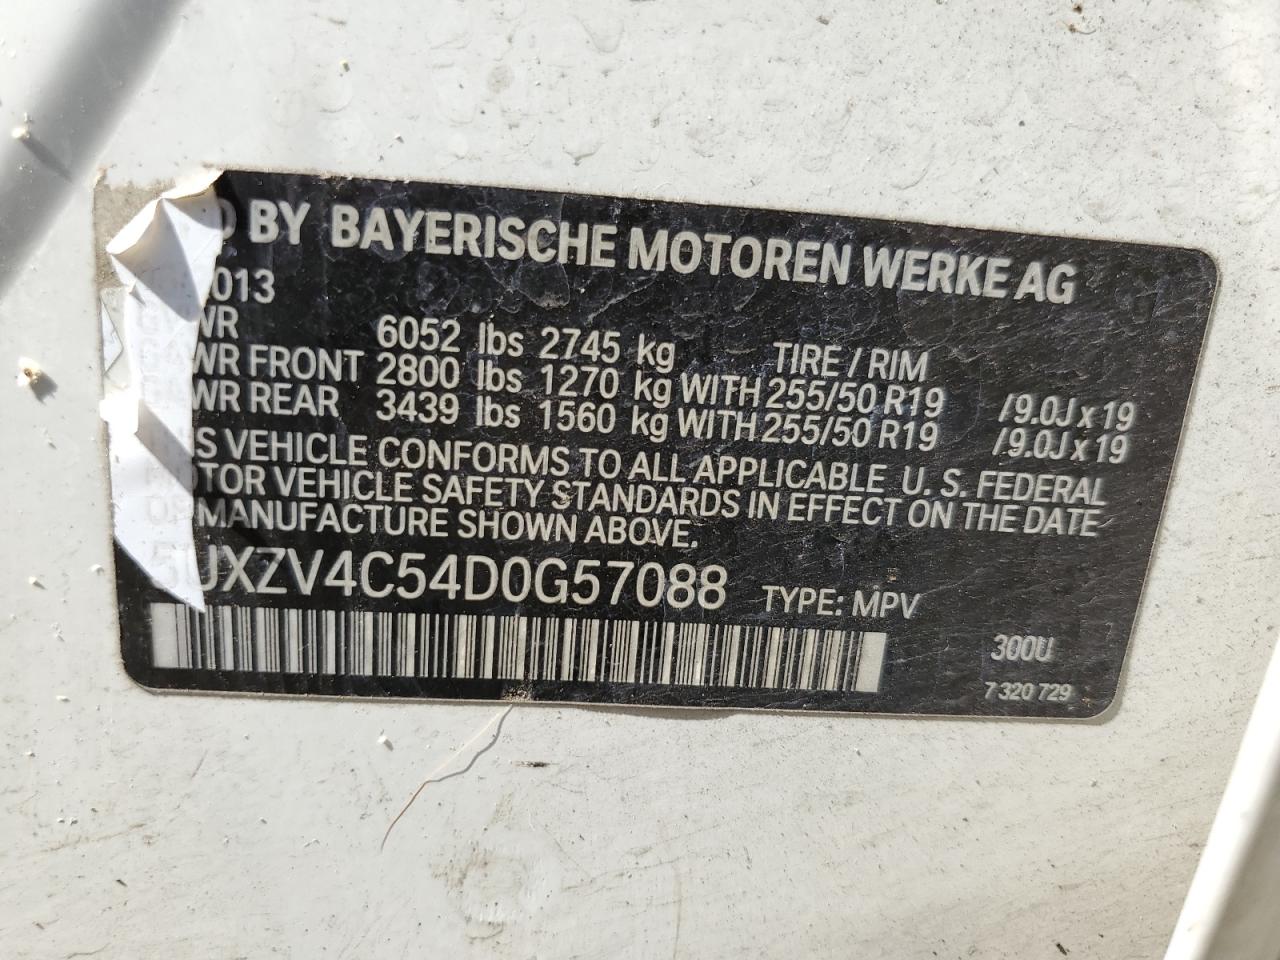 BY BAYERISCHE MOTOREN WERKE AG
013
WR 6052 lbs 2745 kg TIRE / RIM
WR FRONT 2800 lbs 1270 kg WITH 255/50 R19 /9.0J x 19
WR REAR 3439 lbs 1560 kg WITH 255/50 R19 /9.0J x 19
S VEHICLE CONFORMS TO ALL APPLICABLE U. S. FEDERAL
TOR VEHICLE SAFETY STANDARDS IN EFFECT ON THE DATE
MANUFACTURE SHOWN ABOVE.
5UXZV4C54D0G57088 TYPE: MPV
300U
7 320 729